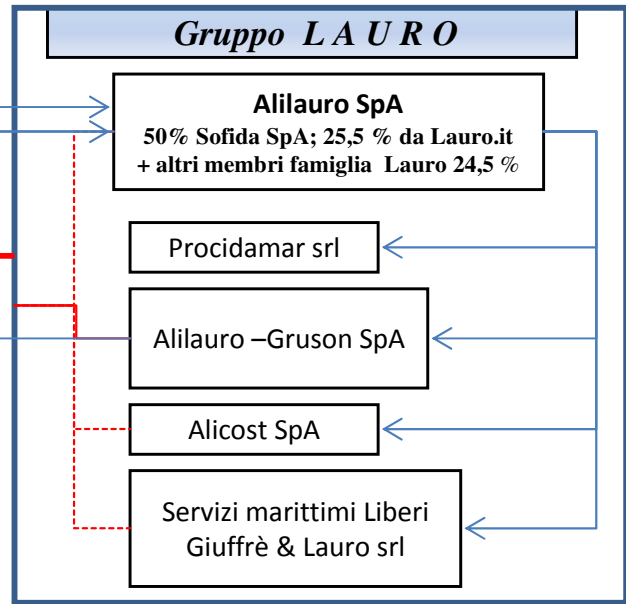 Gruppo L A U R O
Alilauro SpA
50% Sofida SpA; 25,5 % da Lauro.it
+ altri membri famiglia Lauro 24,5 %
Procidamar srl
Alilauro –Gruson SpA
Alicost SpA
Servizi marittimi Liberi
Giuffrè & Lauro srl